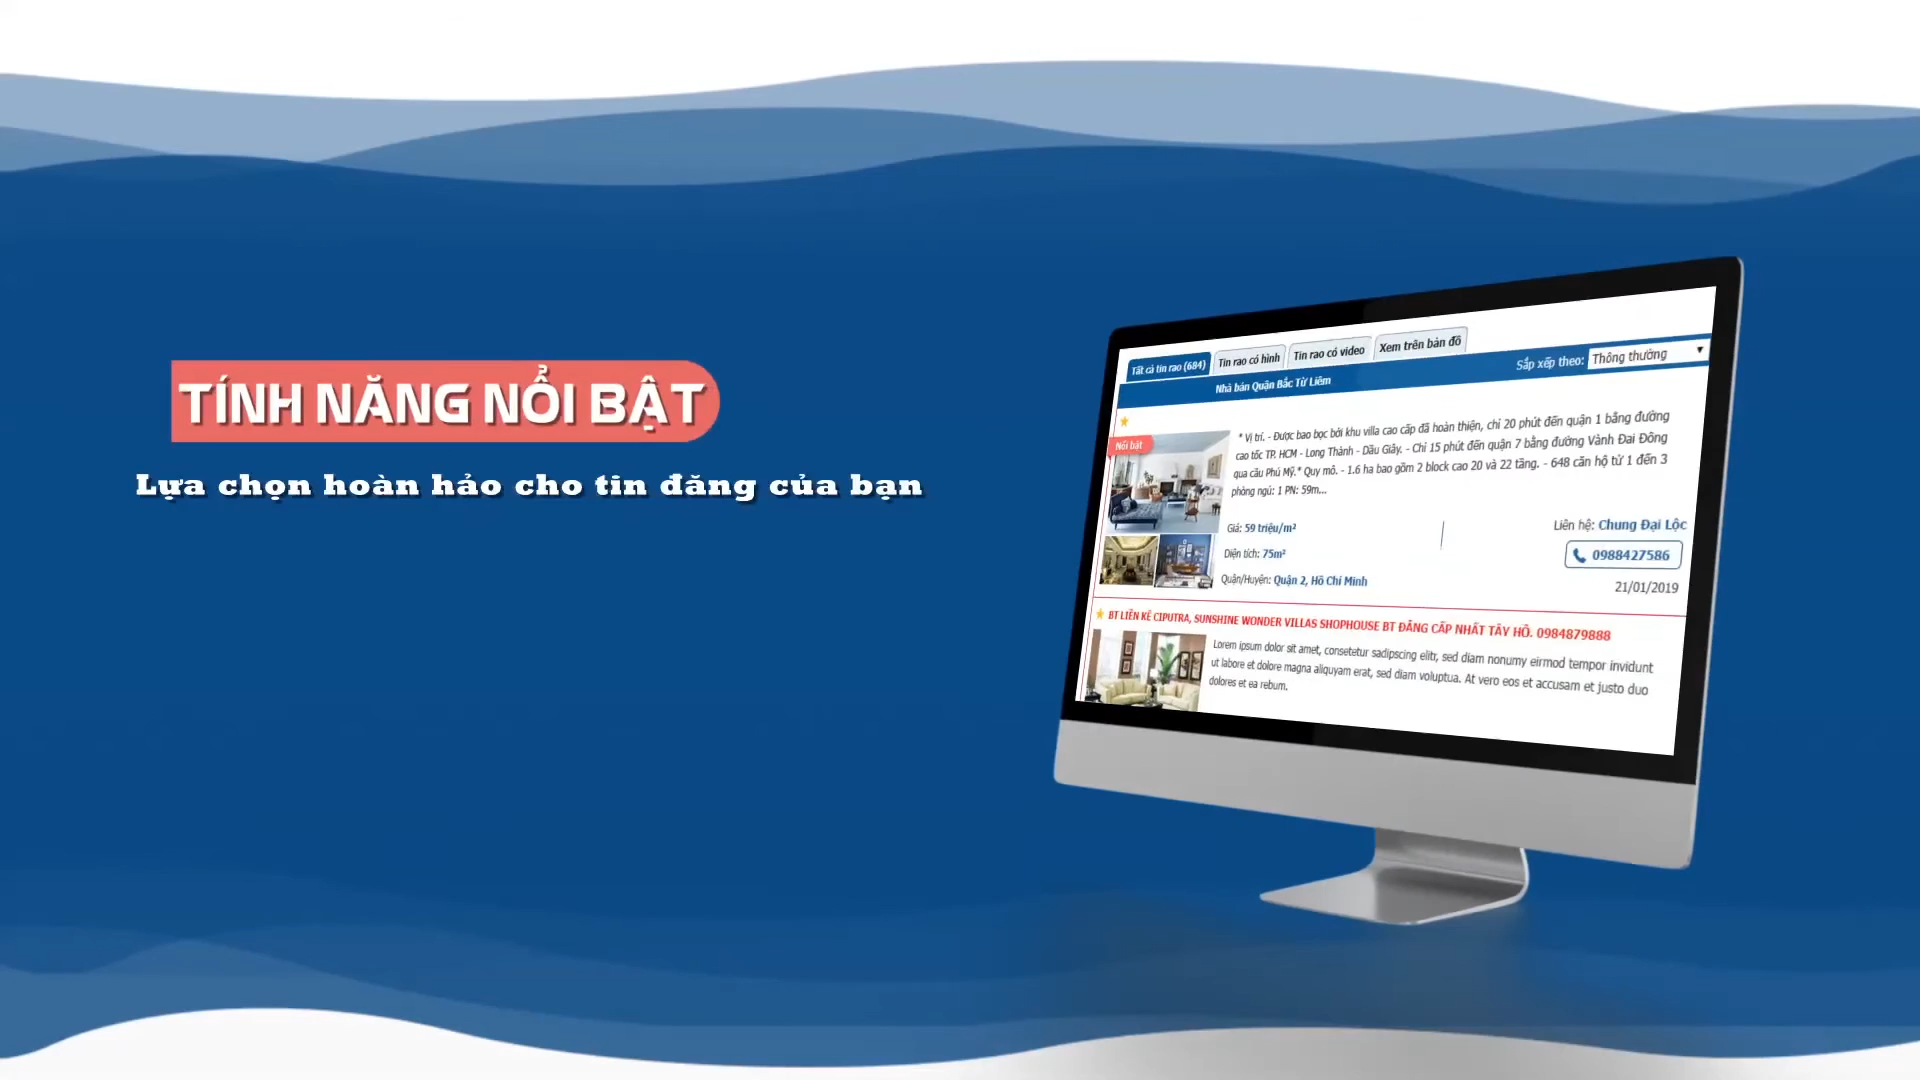 TÍNH NĂNG NỔI BẬT
Lựa chọn hoàn hảo cho tin đăng của bạn
Tất cả tin rao (684)
Tin rao có hình
Tin rao có video
Xem trên bản đồ
Nhà bán Quận Bắc Từ Liêm
Sắp xếp theo: Thông thường
Nổi bật
* Vị trí. - Được bao bọc bởi khu villa cao cấp đã hoàn thiện, chỉ 20 phút đến quận 1 bằng đường
cao tốc TP. HCM - Long Thành - Dầu Giây. - Chỉ 15 phút đến quận 7 bằng đường Vành Đai Đông
qua cầu Phú Mỹ.* Quy mô. - 1.6 ha bao gồm 2 block cao 20 và 22 tầng. - 648 căn hộ từ 1 đến 3
phòng ngủ: 1 PN: 59m...
Giá: 59 triệu/m²
Diện tích: 75m²
Quận/Huyện: Quận 2, Hồ Chí Minh
Liên hệ: Chung Đại Lộc
0988427586
21/01/2019
BT LIỀN KỀ CIPUTRA, SUNSHINE WONDER VILLAS SHOPHOUSE BT ĐẲNG CẤP NHẤT TÂY HỒ. 0984879888
Lorem ipsum dolor sit amet, consetetur sadipscing elitr, sed diam nonumy eirmod tempor invidunt
ut labore et dolore magna aliquyam erat, sed diam voluptua. At vero eos et accusam et justo duo
dolores et ea rebum.